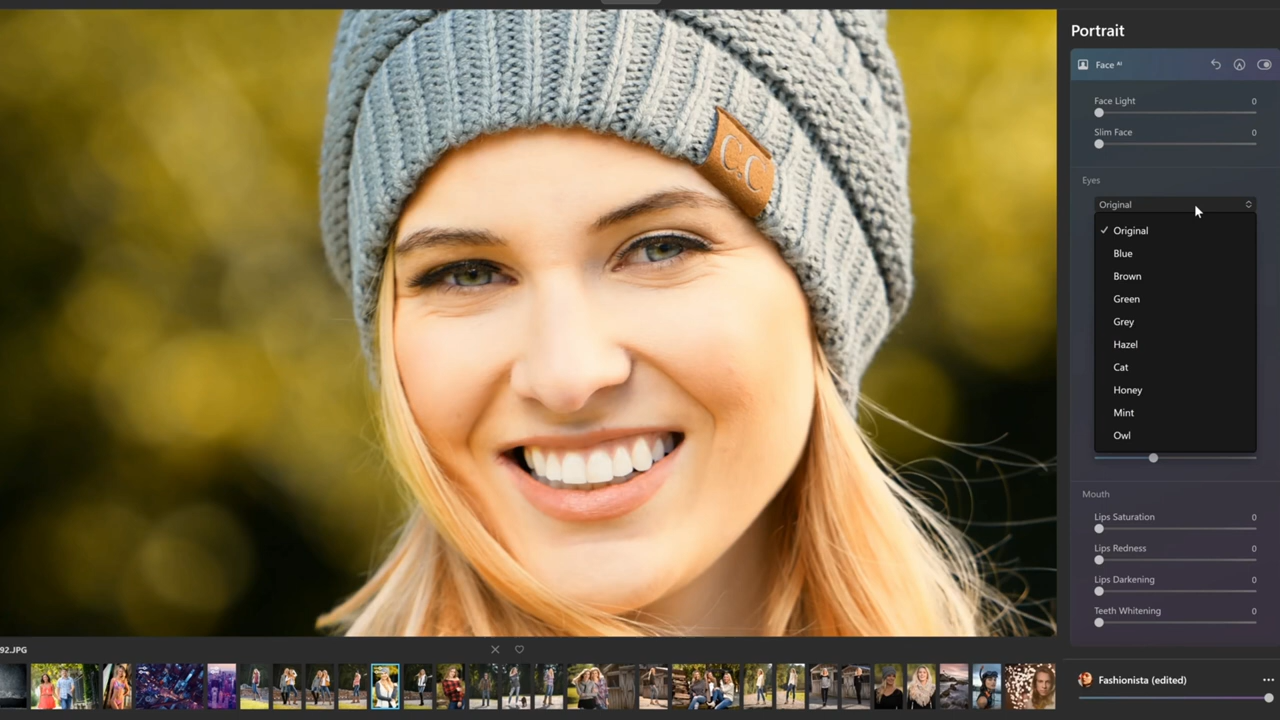 Portrait
Face AI
Face Light 0
Slim Face 0
Eyes
Original
Original
Blue
Brown
Green
Grey
Hazel
Cat
Honey
Mint
Owl
Mouth
Lips Saturation 0
Lips Redness 0
Lips Darkening 0
Teeth Whitening 0
C.C
92.JPG
Fashionista (edited)